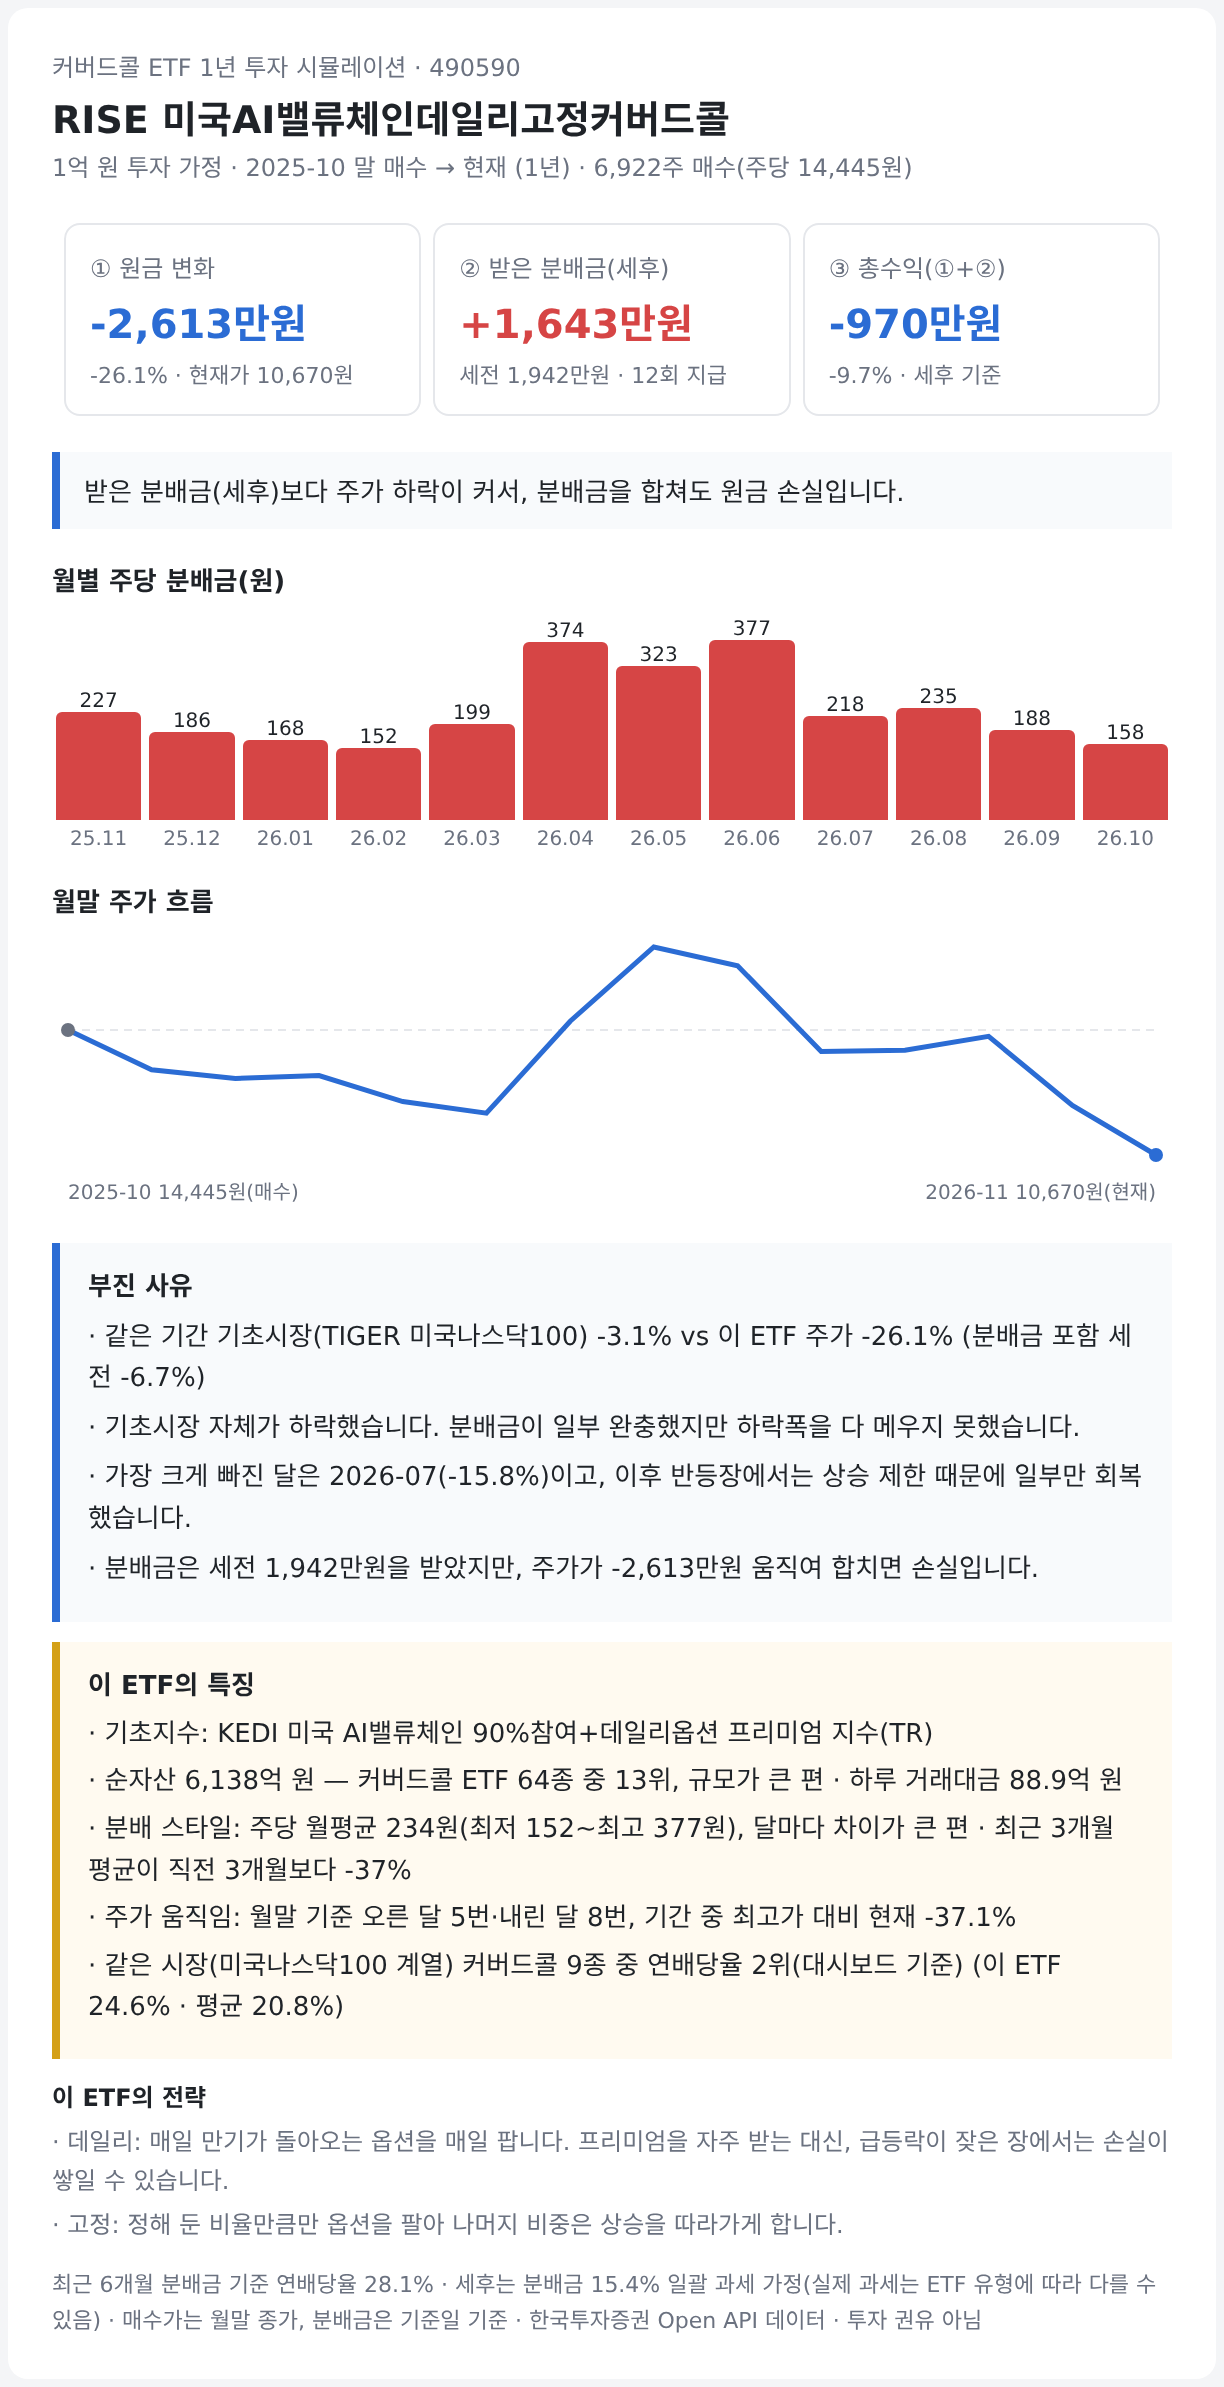 커버드콜 ETF 1년 투자 시뮬레이션 · 490590
RISE 미국AI밸류체인데일리고정커버드콜
1억 원 투자 가정 · 2025-10 말 매수 → 현재 (1년) · 6,922주 매수(주당 14,445원)
① 원금 변화
-2,613만원
-26.1% · 현재가 10,670원
② 받은 분배금(세후)
+1,643만원
세전 1,942만원 · 12회 지급
③ 총수익(①+②)
-970만원
-9.7% · 세후 기준
받은 분배금(세후)보다 주가 하락이 커서, 분배금을 합쳐도 원금 손실입니다.
월별 주당 분배금(원)
227 186 168 152 199 374 323 377 218 235 188 158
25.11 25.12 26.01 26.02 26.03 26.04 26.05 26.06 26.07 26.08 26.09 26.10
월말 주가 흐름
2025-10 14,445원(매수) 2026-11 10,670원(현재)
부진 사유
· 같은 기간 기초시장(TIGER 미국나스닥100) -3.1% vs 이 ETF 주가 -26.1% (분배금 포함 세
전 -6.7%)
· 기초시장 자체가 하락했습니다. 분배금이 일부 완충했지만 하락폭을 다 메우지 못했습니다.
· 가장 크게 빠진 달은 2026-07(-15.8%)이고, 이후 반등장에서는 상승 제한 때문에 일부만 회복
했습니다.
· 분배금은 세전 1,942만원을 받았지만, 주가가 -2,613만원 움직여 합치면 손실입니다.
이 ETF의 특징
· 기초지수: KEDI 미국 AI밸류체인 90%참여+데일리옵션 프리미엄 지수(TR)
· 순자산 6,138억 원 — 커버드콜 ETF 64종 중 13위, 규모가 큰 편 · 하루 거래대금 88.9억 원
· 분배 스타일: 주당 월평균 234원(최저 152~최고 377원), 달마다 차이가 큰 편 · 최근 3개월
평균이 직전 3개월보다 -37%
· 주가 움직임: 월말 기준 오른 달 5번·내린 달 8번, 기간 중 최고가 대비 현재 -37.1%
· 같은 시장(미국나스닥100 계열) 커버드콜 9종 중 연배당율 2위(대시보드 기준) (이 ETF
24.6% · 평균 20.8%)
이 ETF의 전략
· 데일리: 매일 만기가 돌아오는 옵션을 매일 팝니다. 프리미엄을 자주 받는 대신, 급등락이 잦은 장에서는 손실이
쌓일 수 있습니다.
· 고정: 정해 둔 비율만큼만 옵션을 팔아 나머지 비중은 상승을 따라가게 합니다.
최근 6개월 분배금 기준 연배당율 28.1% · 세후는 분배금 15.4% 일괄 과세 가정(실제 과세는 ETF 유형에 따라 다를 수
있음) · 매수가는 월말 종가, 분배금은 기준일 기준 · 한국투자증권 Open API 데이터 · 투자 권유 아님